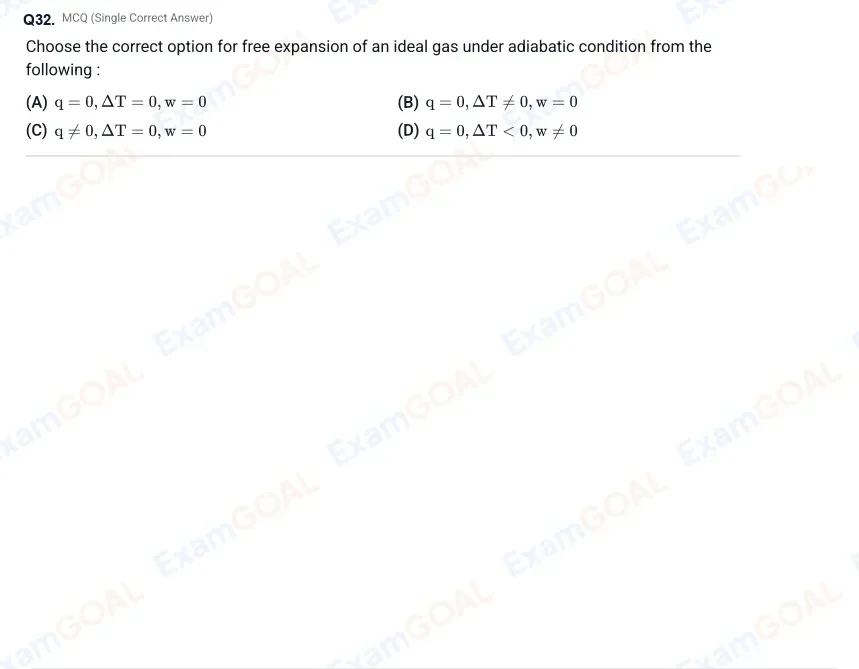 Q32. MCQ (Single Correct Answer)
Choose the correct option for free expansion of an ideal gas under adiabatic condition from the
following :
(A) q = 0, ΔT = 0, w = 0 (B) q = 0, ΔT ≠ 0, w = 0
(C) q ≠ 0, ΔT = 0, w = 0 (D) q = 0, ΔT < 0, w ≠ 0
ExamGOAL
ExamGOAL
ExamGOAL
ExamGOAL
ExamGOAL
ExamGOAL
ExamGOAL
ExamGOAL
ExamGOAL